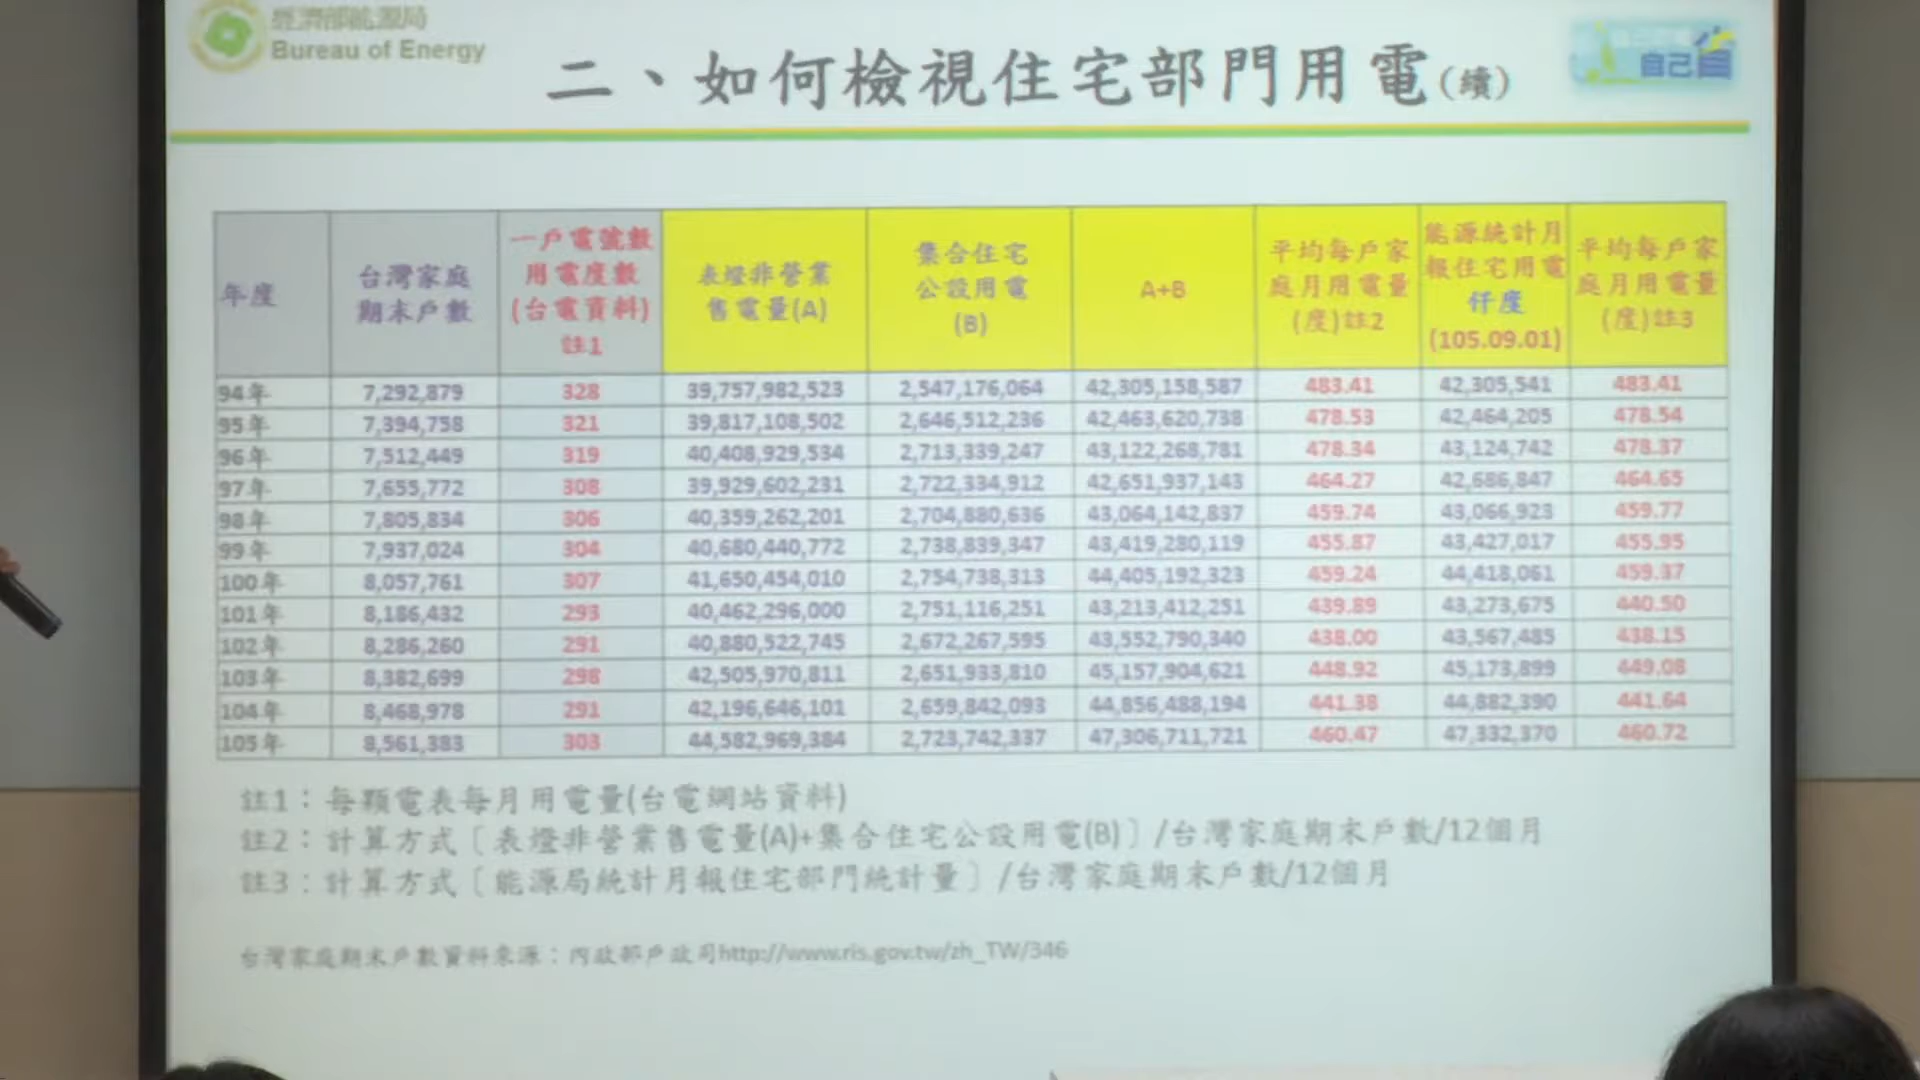 經濟部能源局
Bureau of Energy
二、如何檢視住宅部門用電(續)
自己
年度 台灣家庭期末戶數 一戶電號數用電度數(台電資料)註1 表燈非營業售電量(A) 集合住宅公設用電(B) A+B 平均每戶家庭月用電量(度)註2 能源統計月報住宅用電仟度(105.09.01) 平均每戶家庭月用電量(度)註3
94年 7,292,879 328 39,757,982,523 2,547,176,064 42,305,158,587 483.41 42,305,541 483.41
95年 7,394,758 321 39,817,108,502 2,646,512,236 42,463,620,738 478.53 42,464,205 478.54
96年 7,512,449 319 40,408,929,534 2,713,339,247 43,122,268,781 478.34 43,124,742 478.37
97年 7,655,772 308 39,929,602,231 2,722,334,912 42,651,937,143 464.27 42,686,847 464.65
98年 7,805,834 306 40,359,262,201 2,704,880,636 43,064,142,837 459.74 43,066,923 459.77
99年 7,937,024 304 40,680,440,772 2,738,839,347 43,419,280,119 455.87 43,427,017 455.95
100年 8,057,761 307 41,650,454,010 2,754,738,313 44,405,192,323 459.24 44,418,061 459.37
101年 8,186,432 293 40,462,296,000 2,751,116,251 43,213,412,251 439.89 43,273,675 440.50
102年 8,286,260 291 40,880,522,745 2,672,267,595 43,552,790,340 438.00 43,567,485 438.15
103年 8,382,699 298 42,505,970,811 2,651,933,810 45,157,904,621 448.92 45,173,899 449.08
104年 8,468,978 291 42,196,646,101 2,659,842,093 44,856,488,194 441.38 44,882,390 441.64
105年 8,561,383 303 44,582,969,384 2,723,742,337 47,306,711,721 460.47 47,332,370 460.72
註1：每顆電表每月用電量(台電網站資料)
註2：計算方式〔表燈非營業售電量(A)+集合住宅公設用電(B)〕/台灣家庭期末戶數/12個月
註3：計算方式〔能源局統計月報住宅部門統計量〕/台灣家庭期末戶數/12個月
台灣家庭期末戶數資料來源：內政部戶政司http://www.ris.gov.tw/zh_TW/346